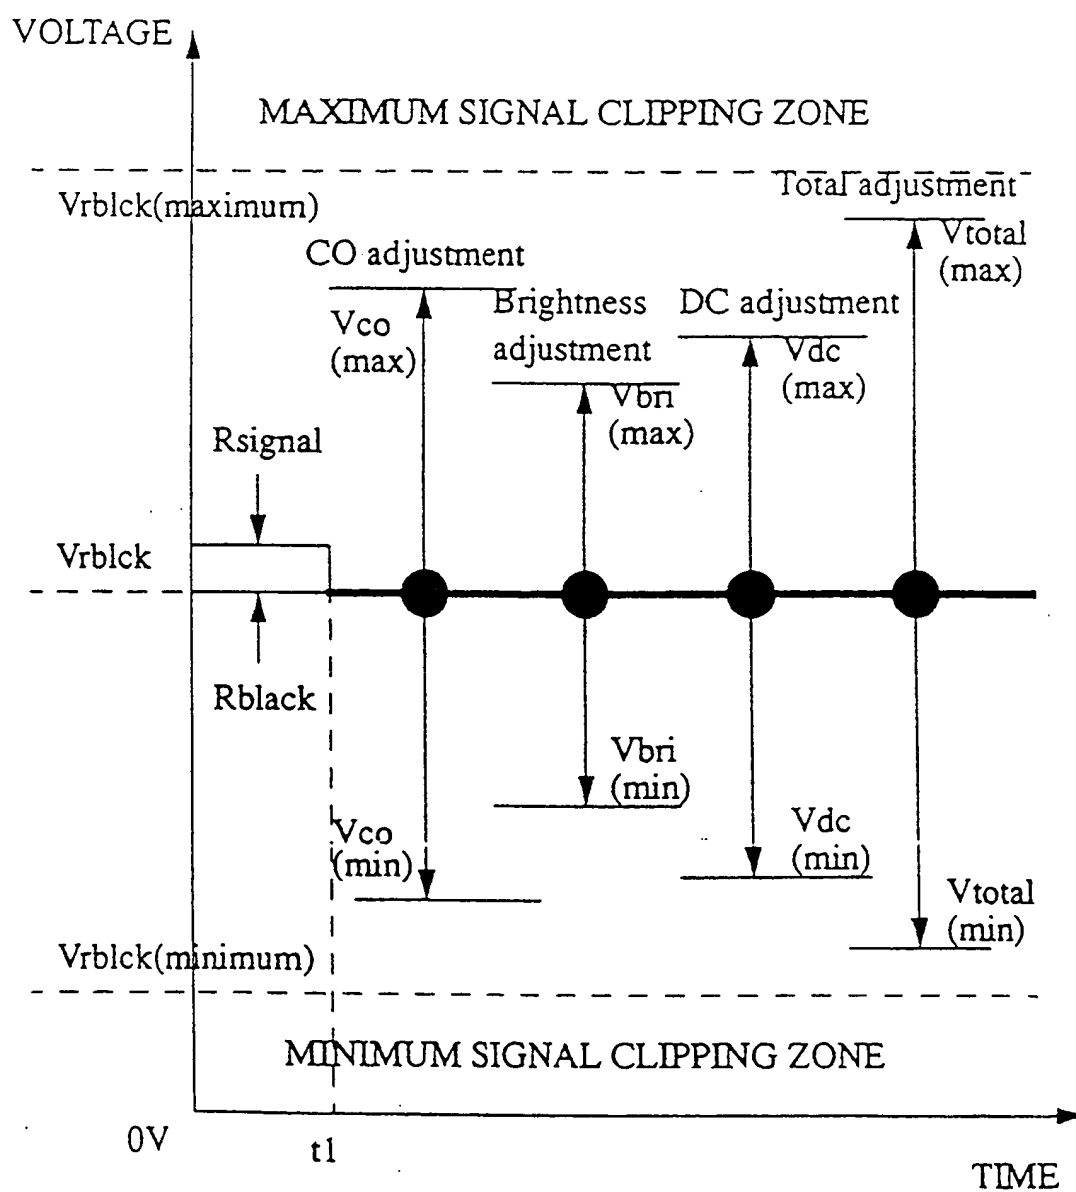 VOLTAGE
MAXIMUM SIGNAL CLIPPING ZONE
Vrblck(maximum)
Total adjustment
Vtotal
(max)
CO adjustment
Vco
(max)
Brightness
adjustment
Vbri
(max)
DC adjustment
Vdc
(max)
Rsignal
Vrblck
Rblack
Vbri
(min)
Vco
(min)
Vdc
(min)
Vtotal
(min)
Vrblck(minimum)
MINIMUM SIGNAL CLIPPING ZONE
0V
t1
TIME